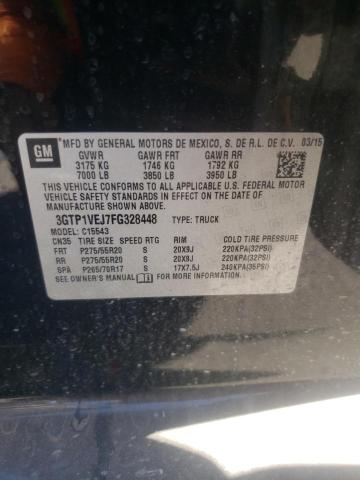 GM
MFD BY GENERAL MOTORS DE MEXICO, S. DE R.L. DE C.V. 03/15
GVWR GAWR FRT GAWR RR
3175 KG 1746 KG 1792 KG
7000 LB 3850 LB 3950 LB
THIS VEHICLE CONFORMS TO ALL APPLICABLE
U.S. FEDERAL MOTOR
VEHICLE SAFETY STANDARDS IN EFFECT ON THE DATE OF
MANUFACTURE SHOWN ABOVE.
3GTP1VEJ7FG328448 TYPE: TRUCK
MODEL: C15543
CN35 TIRE SIZE SPEED RTG RIM COLD TIRE PRESSURE
FRT P275/55R20 S 20X9J 220KPA(32PSI)
RR P275/55R20 S 20X9J 220KPA(32PSI)
SPA P265/70R17 S 17X7.5J 240KPA(35PSI)
SEE OWNER'S MANUAL FOR MORE INFORMATION.